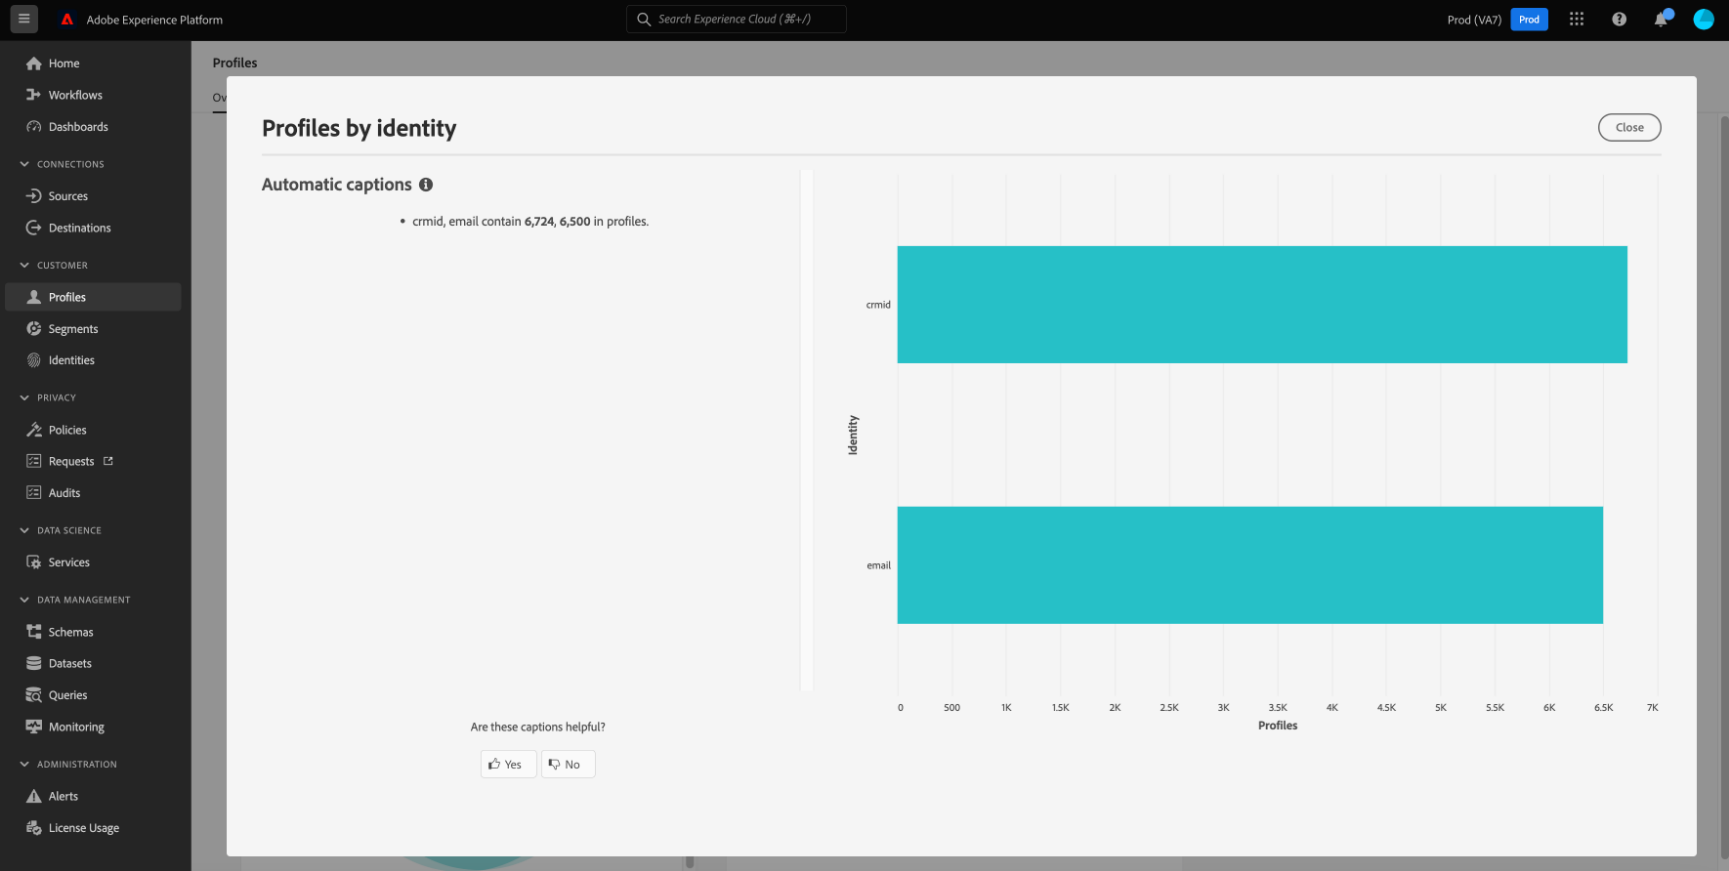 Adobe Experience Platform
Search Experience Cloud (⌘+/)
Prod (VA7)
Prod
Home
Workflows
Dashboards
CONNECTIONS
Sources
Destinations
CUSTOMER
Profiles
Segments
Identities
PRIVACY
Policies
Requests
Audits
DATA SCIENCE
Services
DATA MANAGEMENT
Schemas
Datasets
Queries
Monitoring
ADMINISTRATION
Alerts
License Usage
Profiles
Ov
Profiles by identity
Close
Automatic captions
• crmid, email contain 6,724, 6,500 in profiles.
Are these captions helpful?
Yes
No
crmid
Identity
email
0 500 1K 1.5K 2K 2.5K 3K 3.5K 4K 4.5K 5K 5.5K 6K 6.5K 7K
Profiles